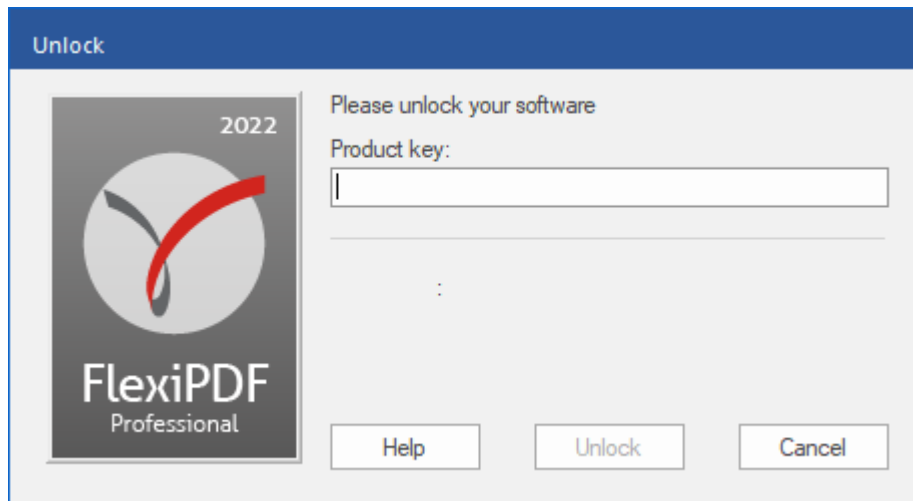 Unlock
2022
FlexiPDF
Professional
Please unlock your software
Product key:
:
Help
Unlock
Cancel